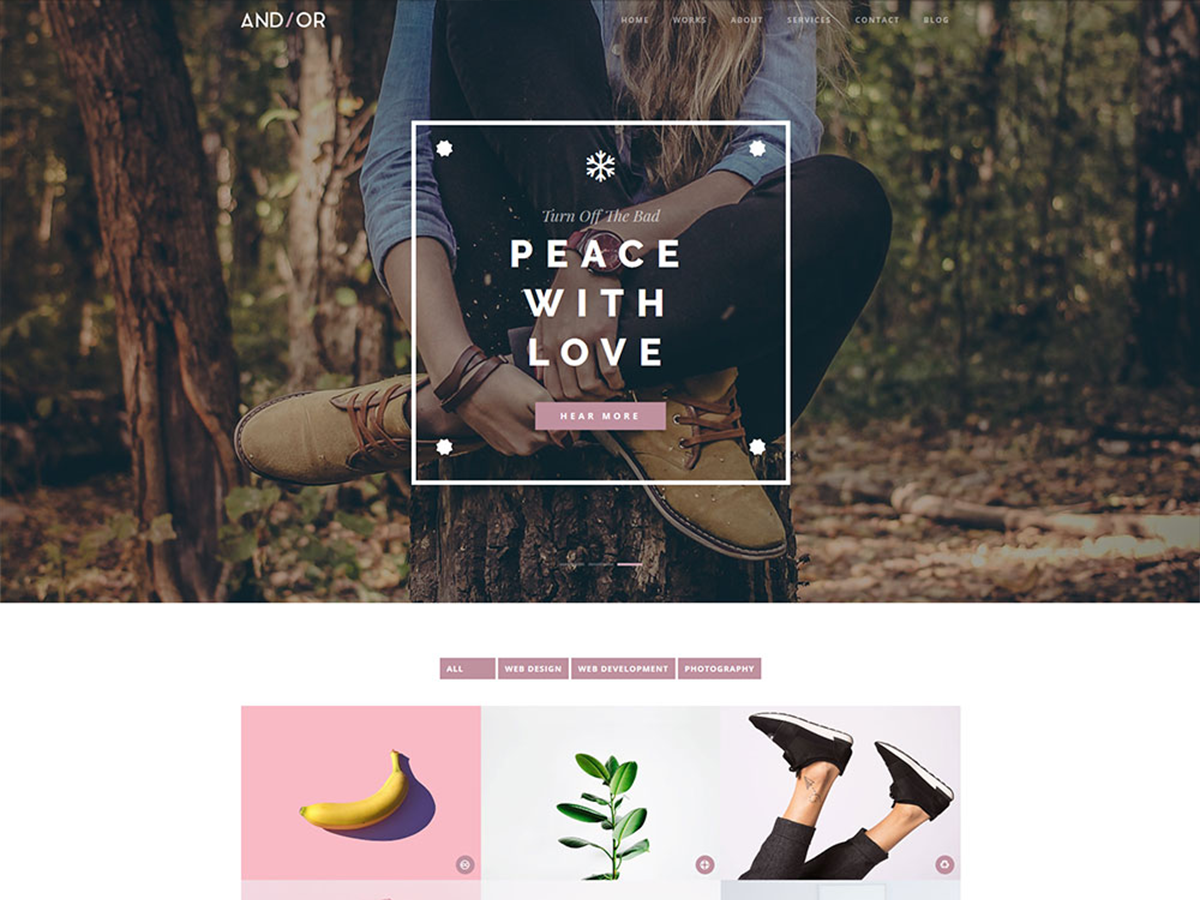 AND/OR
HOME WORKS ABOUT SERVICES CONTACT BLOG
Turn Off The Bad
PEACE
WITH
LOVE
HEAR MORE
ALL WEB DESIGN WEB DEVELOPMENT PHOTOGRAPHY